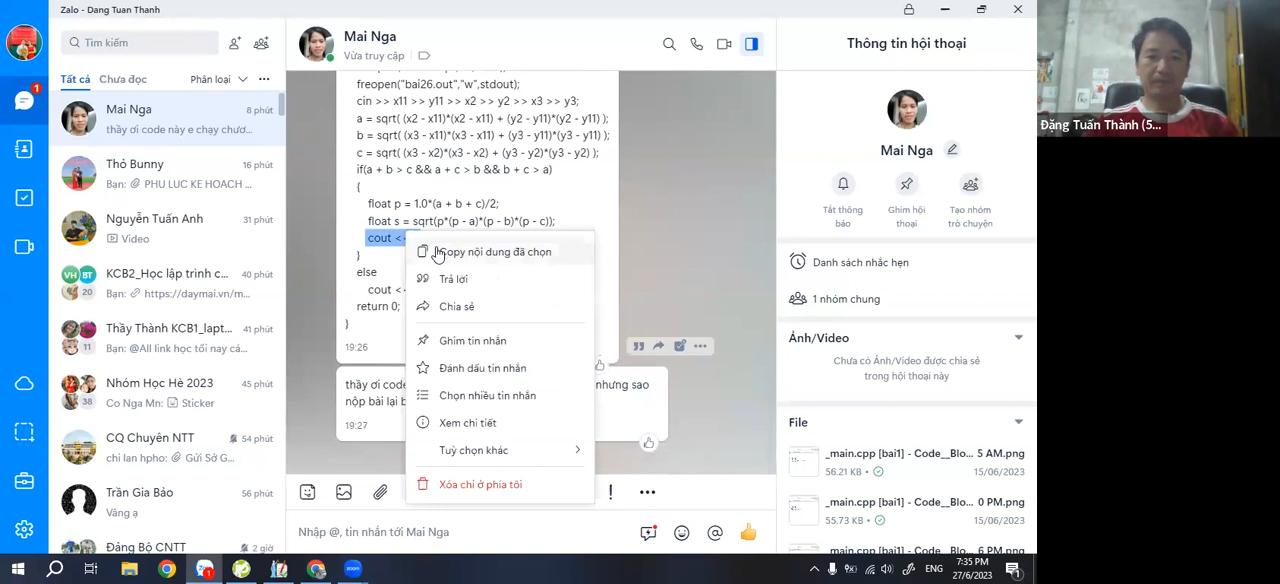 Zalo - Dang Tuan Thanh
Tìm kiếm
Tất cả
Chưa đọc
Phân loại
Mai Nga
8 phút
thầy ơi code này e chạy chươ...
Thỏ Bunny
16 phút
Bạn: PHU LUC KE HOACH ...
Nguyễn Tuấn Anh
31 phút
Video
VH BT
20
KCB2_Học lập trình c...
40 phút
Bạn: https://daymai.vn/m...
11
Thầy Thành KCB1_lapt...
41 phút
Bạn: @All link học tối nay cá...
38
Nhóm Học Hè 2023
45 phút
Co Nga Mn: Sticker
CQ Chuyên NTT
54 phút
chi lan hpho: Gửi Sở G...
Trần Gia Bảo
56 phút
Vâng ạ
Đảng Bộ CNTT
2 giờ
1
Mai Nga
Vừa truy cập
freopen("bai26.out","w",stdout);
cin >> x11 >> y11 >> x2 >> y2 >> x3 >> y3;
a = sqrt( (x2 - x11)*(x2 - x11) + (y2 - y11)*(y2 - y11) );
b = sqrt( (x3 - x11)*(x3 - x11) + (y3 - y11)*(y3 - y11) );
c = sqrt( (x3 - x2)*(x3 - x2) + (y3 - y2)*(y3 - y2) );
if(a + b > c && a + c > b && b + c > a)
{
float p = 1.0*(a + b + c)/2;
float s = sqrt(p*(p - a)*(p - b)*(p - c));
cout <
}
else
cout <
return 0;
}
19:26
thầy ơi code
nhưng sao
nộp bài lại b
19:27
Copy nội dung đã chọn
Trả lời
Chia sẻ
Ghim tin nhắn
Đánh dấu tin nhắn
Chọn nhiều tin nhắn
Xem chi tiết
Tuỳ chọn khác
Xóa chỉ ở phía tôi
Nhập @, tin nhắn tới Mai Nga
Thông tin hội thoại
Mai Nga
Tắt thông báo
Ghim hội thoại
Tạo nhóm trò chuyện
Danh sách nhắc hẹn
1 nhóm chung
Ảnh/Video
Chưa có Ảnh/Video được chia sẻ
trong hội thoại này
File
_main.cpp [bai1] - Code__Blo... 5 AM.png
56.21 KB
15/06/2023
_main.cpp [bai1] - Code__Blo... 0 PM.png
55.73 KB
15/06/2023
_main.cpp [bai1] - Code__Blo... 6 PM.png
Đặng Tuấn Thành (5...
ENG
7:35 PM
27/6/2023
1